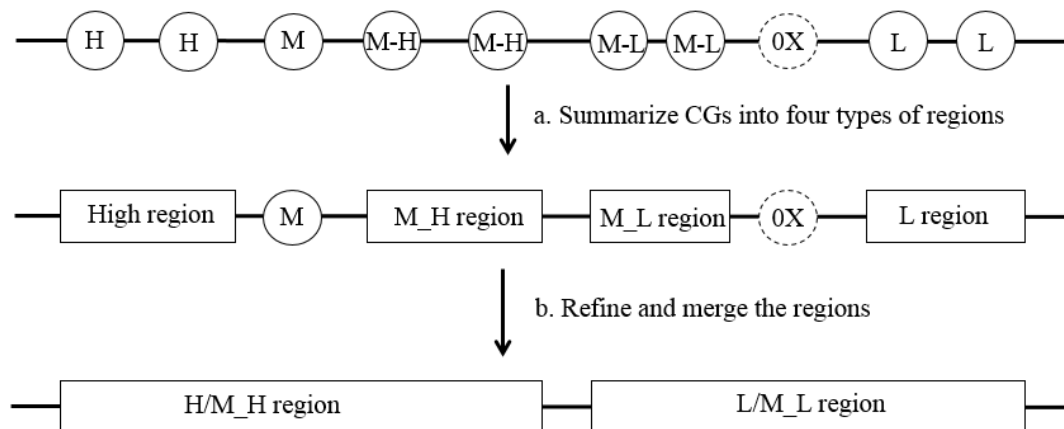 H H M M-H M-H M-L M-L 0X L L
a. Summarize CGs into four types of regions
High region M M_H region M_L region 0X L region
b. Refine and merge the regions
H/M_H region L/M_L region